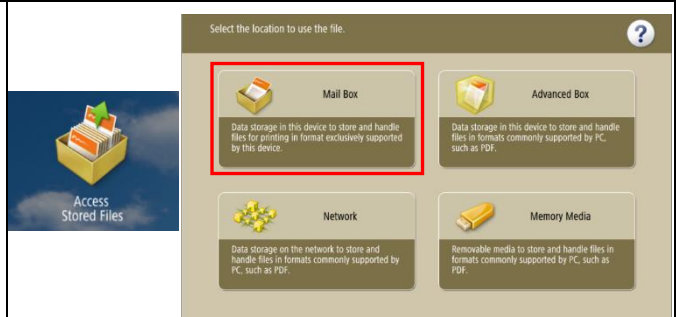 Access
Stored Files
Select the location to use the file.
?
Mail Box
Data storage in this device to store and handle
files for printing in format exclusively supported
by this device.
Advanced Box
Data storage in this device to store and handle
files in formats commonly supported by PC,
such as PDF.
Network
Data storage on the network to store and
handle files in formats commonly supported by
PC, such as PDF.
Memory Media
Removable media to store and handle files in
formats commonly supported by PC, such as
PDF.